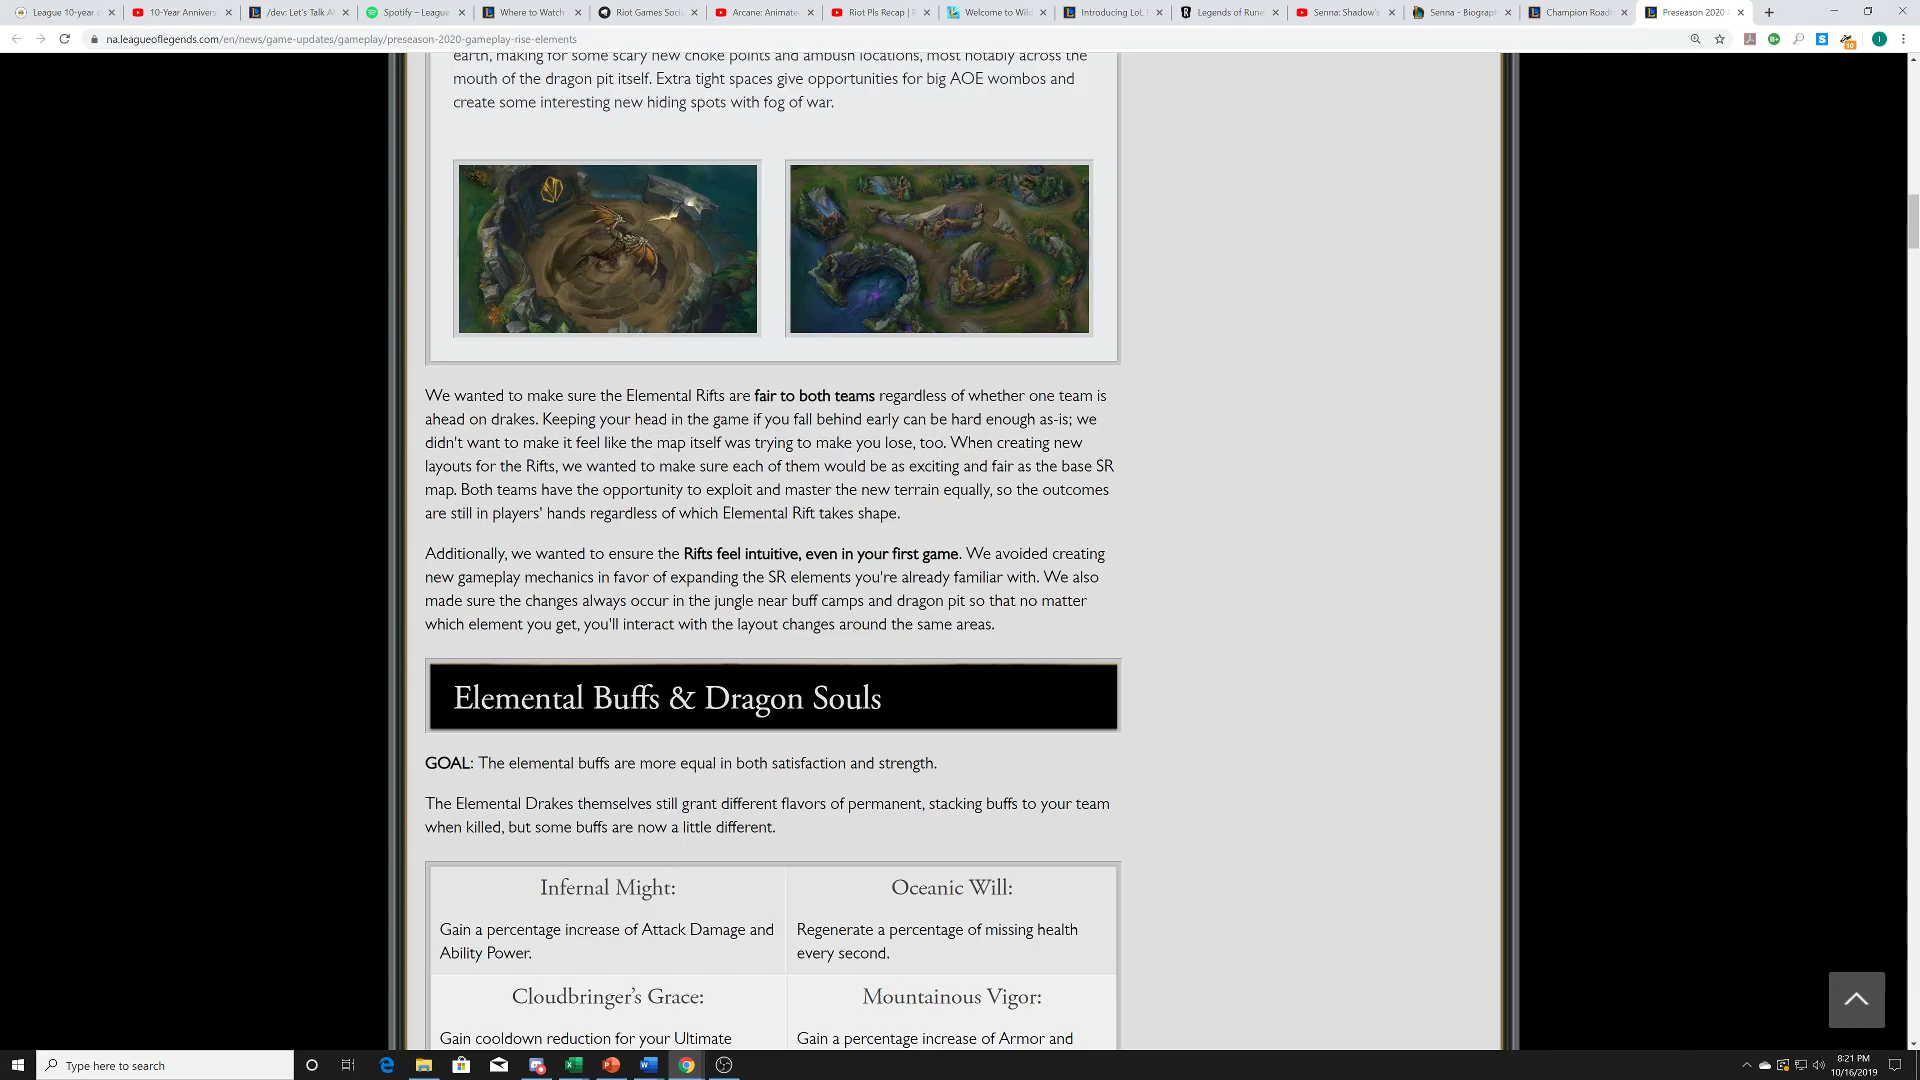 League 10-year c
10-Year Annivers
/dev: Let's Talk A
Spotify – League
Where to Watch
Riot Games Soci
Arcane: Animate
Riot Pls Recap | R
Welcome to Wild
Introducing LoL E
Legends of Rune
Senna: Shadow's
Senna - Biograph
Champion Road
Preseason 2020
na.leagueoflegends.com/en/news/game-updates/gameplay/preseason-2020-gameplay-rise-elements
earth, making for some scary new choke points and ambush locations, most notably across the
mouth of the dragon pit itself. Extra tight spaces give opportunities for big AOE wombos and
create some interesting new hiding spots with fog of war.
We wanted to make sure the Elemental Rifts are fair to both teams regardless of whether one team is
ahead on drakes. Keeping your head in the game if you fall behind early can be hard enough as-is; we
didn't want to make it feel like the map itself was trying to make you lose, too. When creating new
layouts for the Rifts, we wanted to make sure each of them would be as exciting and fair as the base SR
map. Both teams have the opportunity to exploit and master the new terrain equally, so the outcomes
are still in players' hands regardless of which Elemental Rift takes shape.
Additionally, we wanted to ensure the Rifts feel intuitive, even in your first game. We avoided creating
new gameplay mechanics in favor of expanding the SR elements you're already familiar with. We also
made sure the changes always occur in the jungle near buff camps and dragon pit so that no matter
which element you get, you'll interact with the layout changes around the same areas.
Elemental Buffs & Dragon Souls
GOAL: The elemental buffs are more equal in both satisfaction and strength.
The Elemental Drakes themselves still grant different flavors of permanent, stacking buffs to your team
when killed, but some buffs are now a little different.
Infernal Might:
Gain a percentage increase of Attack Damage and
Ability Power.
Oceanic Will:
Regenerate a percentage of missing health
every second.
Cloudbringer's Grace:
Gain cooldown reduction for your Ultimate
Mountainous Vigor:
Gain a percentage increase of Armor and
Type here to search
8:21 PM
10/16/2019